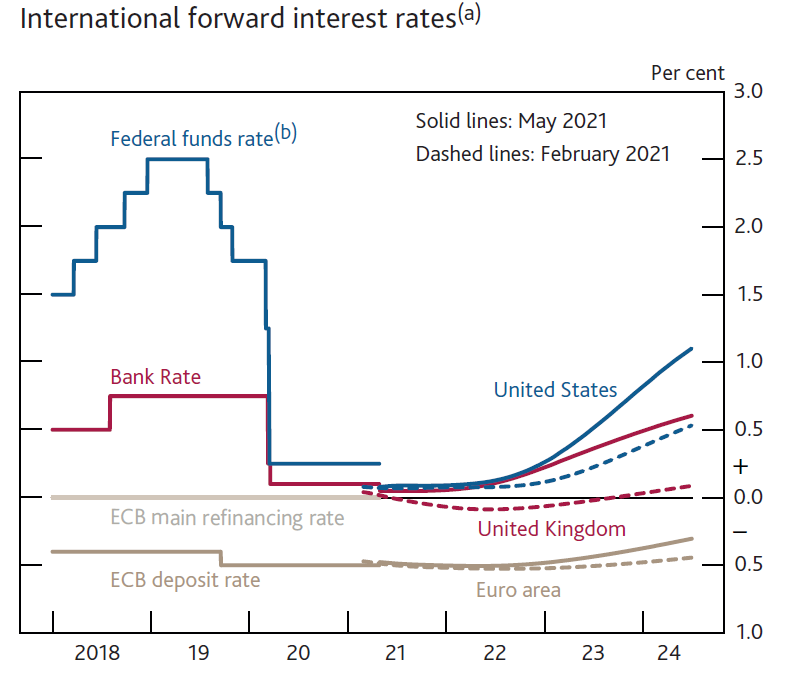 International forward interest rates(a)
Per cent
3.0
Federal funds rate(b)
Solid lines: May 2021
Dashed lines: February 2021
2.5
2.0
1.5
Bank Rate
United States
1.0
0.5
+
0.0
–
ECB main refinancing rate
United Kingdom
ECB deposit rate
Euro area
0.5
1.0
2018 19 20 21 22 23 24